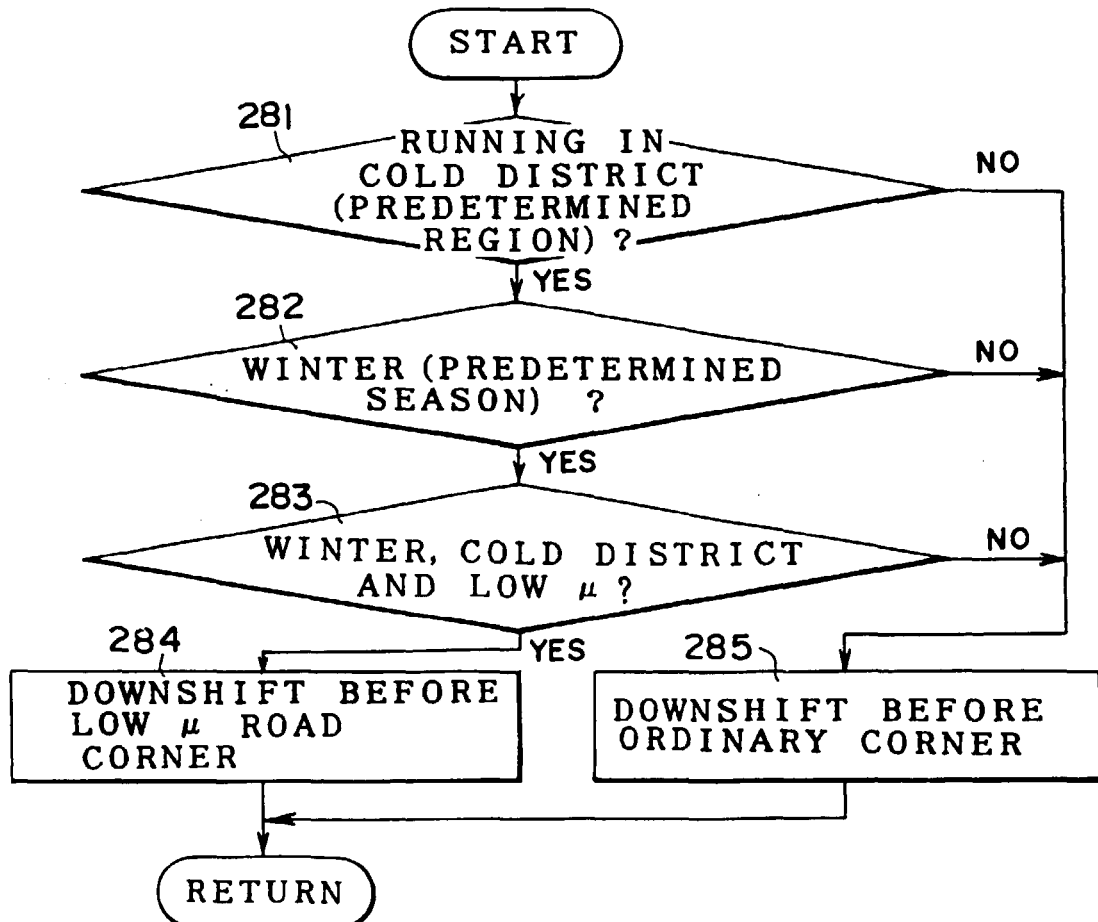 START
281
RUNNING IN
COLD DISTRICT
(PREDETERMINED
REGION) ?
NO
YES
282
WINTER (PREDETERMINED
SEASON) ?
NO
YES
283
WINTER, COLD DISTRICT
AND LOW μ ?
NO
YES
284
DOWNSHIFT BEFORE
LOW μ ROAD
CORNER
285
DOWNSHIFT BEFORE
ORDINARY CORNER
RETURN